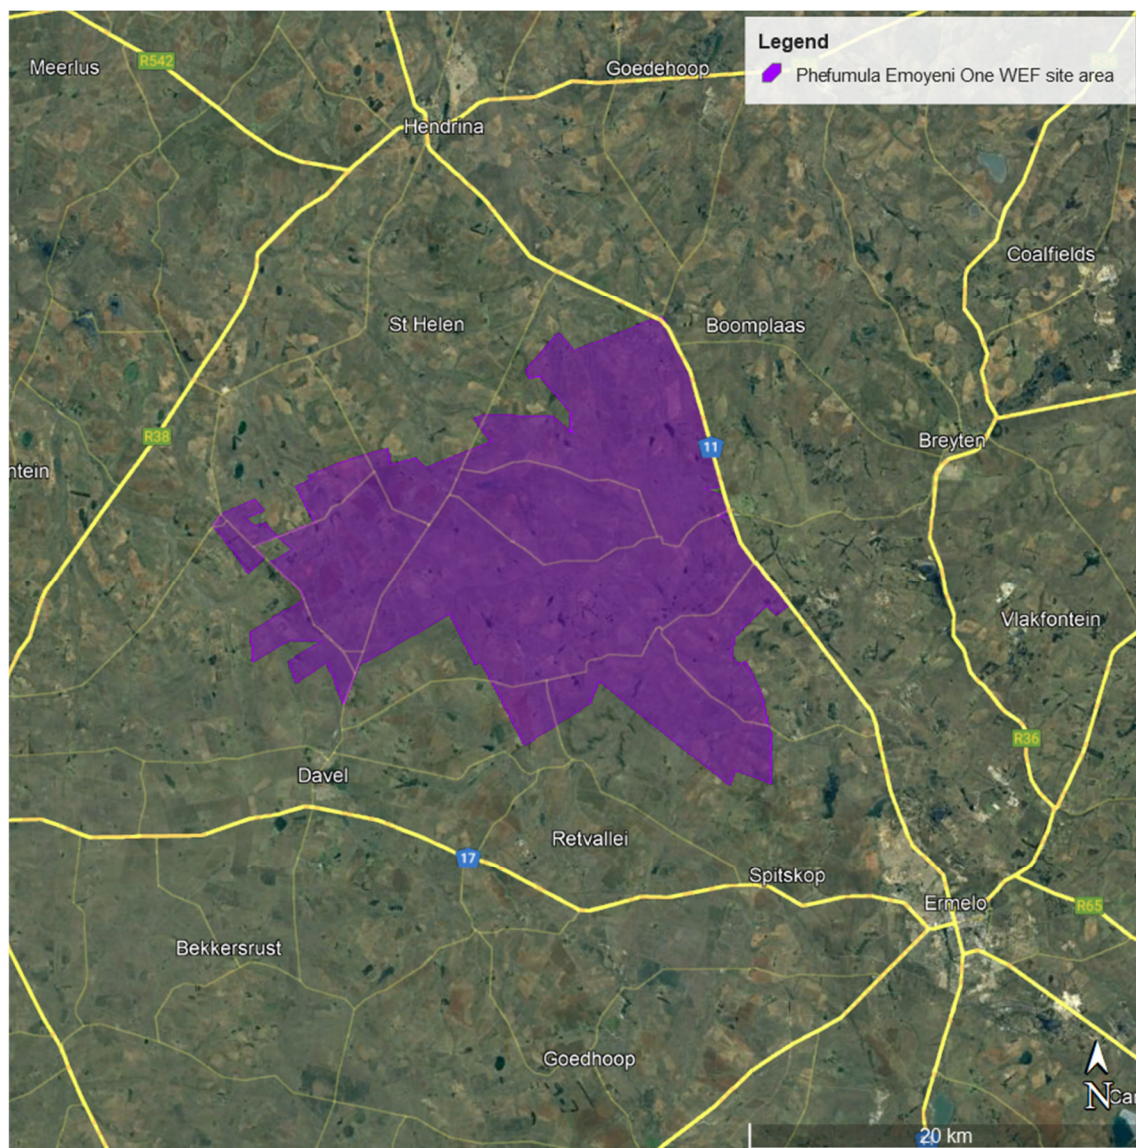 Legend
Phefumula Emoyeni One WEF site area
Meerlus
R542
Goedehoop
Hendrina
Coalfields
St Helen
Boomplaas
R38
11
Breyten
ntein
Vlakfontein
R36
Davel
Retvallei
17
Spitskop
Ermelo
R65
Bekkersrust
Goedhoop
N
Ca
20 km